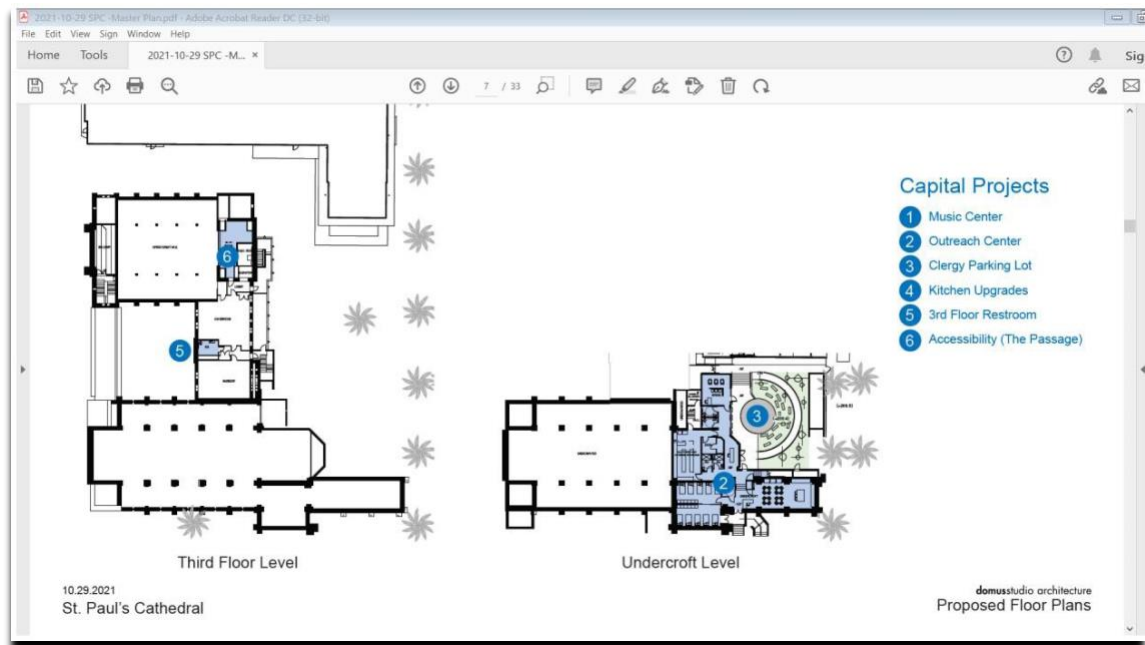 2021-10-29 SPC -Master Plan.pdf - Adobe Acrobat Reader DC (32-bit)
File Edit View Sign Window Help
Home Tools 2021-10-29 SPC -M... × Sig
7 / 33
Capital Projects
1 Music Center
2 Outreach Center
3 Clergy Parking Lot
4 Kitchen Upgrades
5 3rd Floor Restroom
6 Accessibility (The Passage)
6
5
3
2
Third Floor Level
Undercroft Level
10.29.2021
St. Paul's Cathedral
domusstudio architecture
Proposed Floor Plans